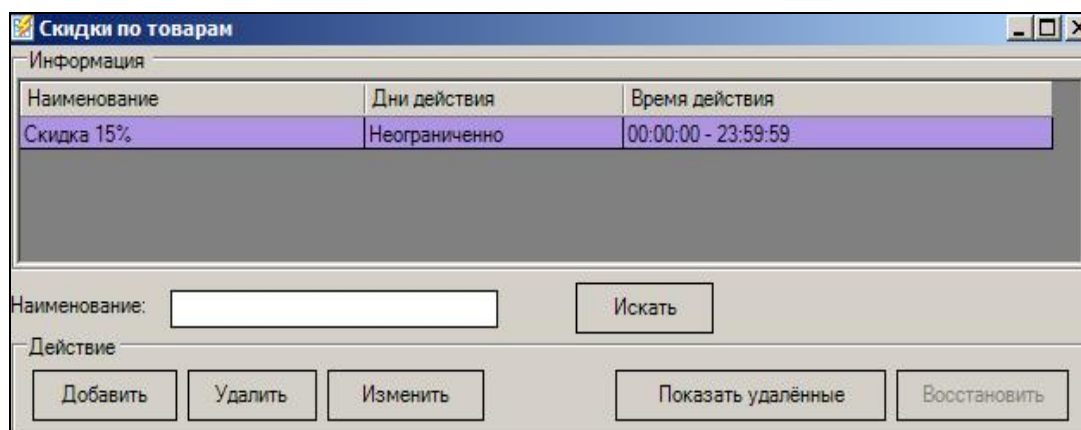 Скидки по товарам
Информация
Наименование Дни действия Время действия
Скидка 15% Неограниченно 00:00:00 - 23:59:59
Наименование: Искать
Действие
Добавить Удалить Изменить Показать удалённые Восстановить